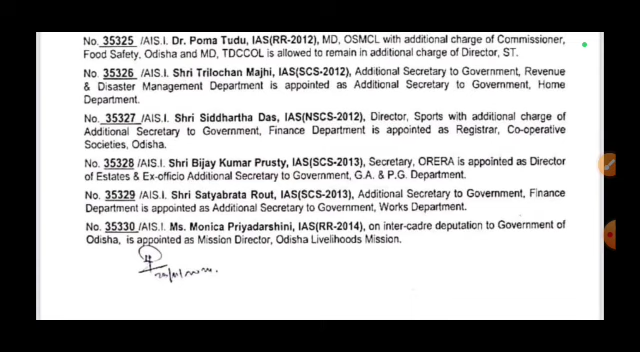 No. 35325 /AIS.I. Dr. Poma Tudu, IAS(RR-2012), MD, OSMCL with additional charge of Commissioner,
Food Safety, Odisha and MD, TDCCOL is allowed to remain in additional charge of Director, ST.
No. 35326 /AIS.I. Shri Trilochan Majhi, IAS(SCS-2012), Additional Secretary to Government, Revenue
& Disaster Management Department is appointed as Additional Secretary to Government, Home
Department.
No. 35327 /AIS.I. Shri Siddhartha Das, IAS(NSCS-2012), Director, Sports with additional charge of
Additional Secretary to Government, Finance Department is appointed as Registrar, Co-operative
Societies, Odisha.
No. 35328 /AIS.I. Shri Bijay Kumar Prusty, IAS(SCS-2013), Secretary, ORERA is appointed as Director
of Estates & Ex-officio Additional Secretary to Government, G.A. & P.G. Department.
No. 35329 /AIS.I. Shri Satyabrata Rout, IAS(SCS-2013), Additional Secretary to Government, Finance
Department is appointed as Additional Secretary to Government, Works Department.
No. 35330 /AIS.I. Ms. Monica Priyadarshini, IAS(RR-2014), on inter-cadre deputation to Government of
Odisha, is appointed as Mission Director, Odisha Livelihoods Mission.